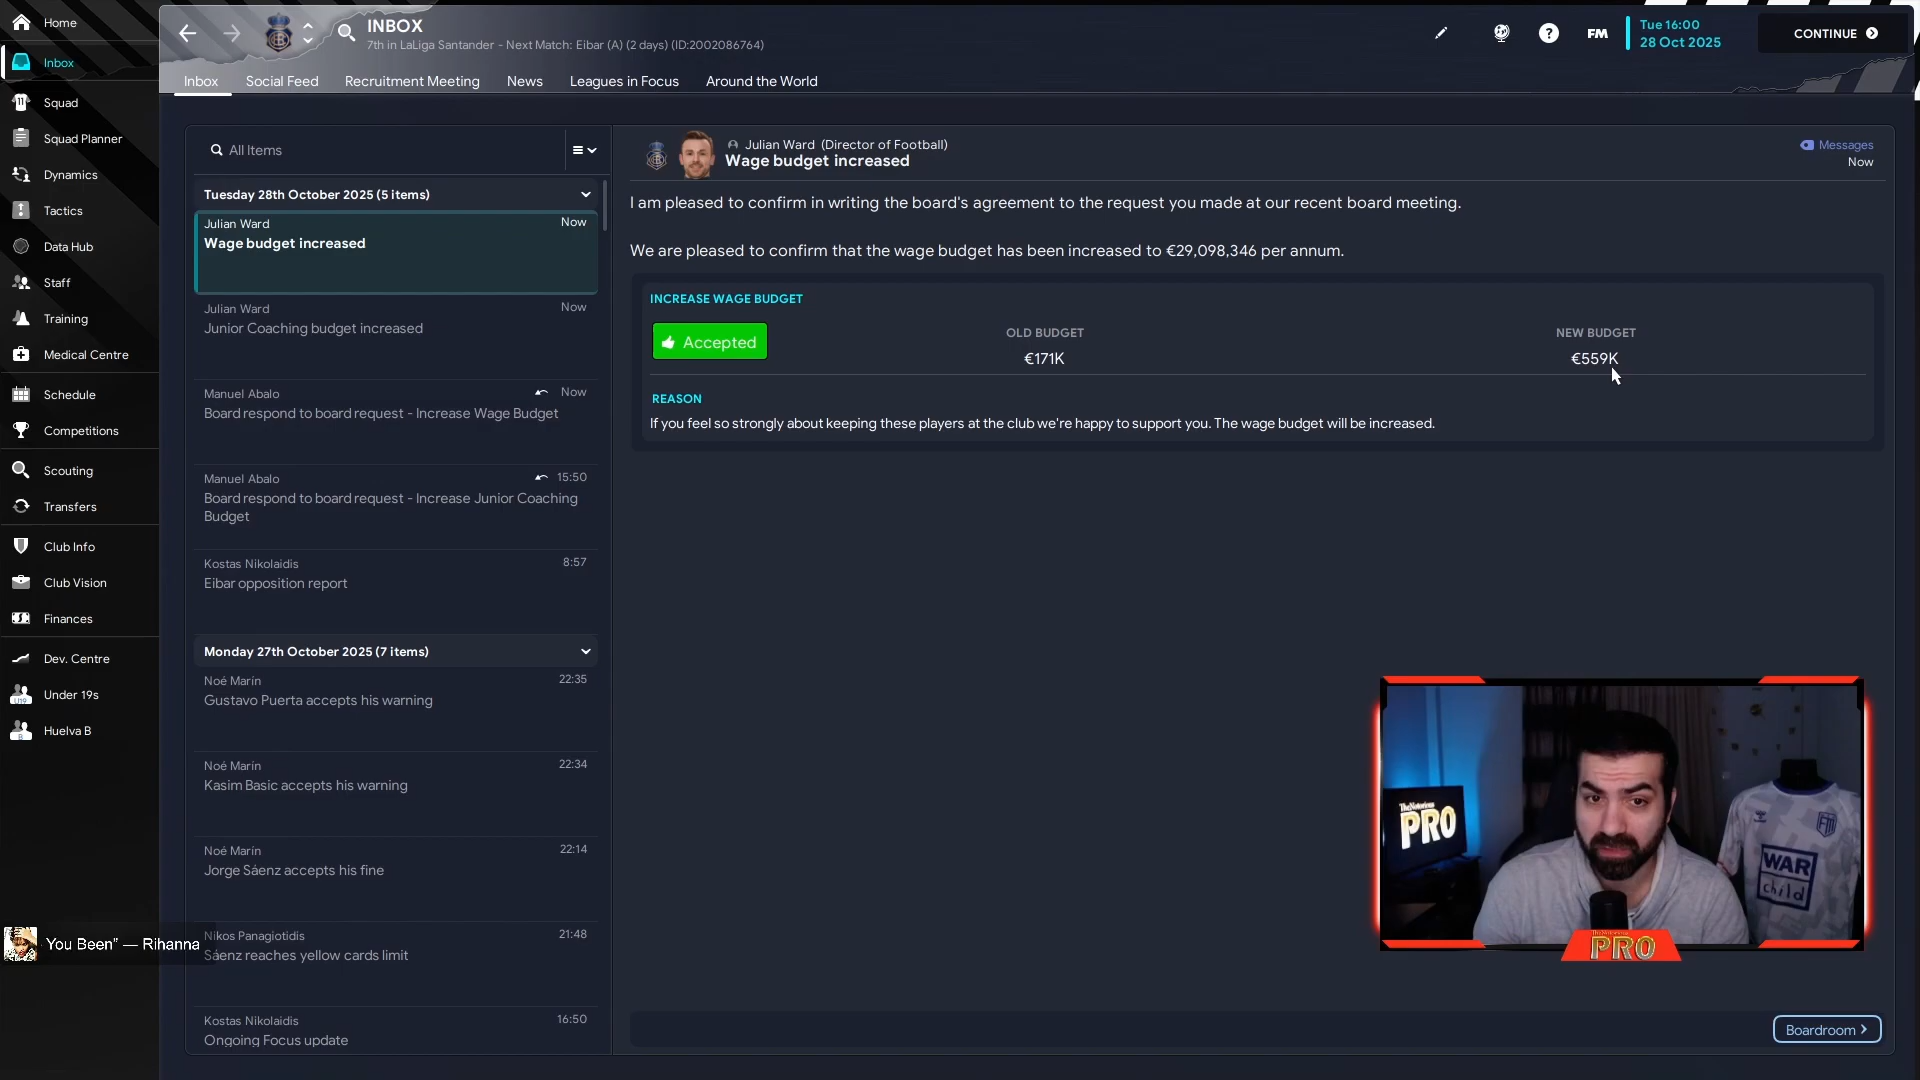 Home
Inbox
Squad
Squad Planner
Dynamics
Tactics
Data Hub
Staff
Training
Medical Centre
Schedule
Competitions
Scouting
Transfers
Club Info
Club Vision
Finances
Dev. Centre
Under 19s
Huelva B
You Been” — Rihanna
INBOX
7th in LaLiga Santander - Next Match: Eibar (A) (2 days) (ID:2002086764)
FM
Tue 16:00
28 Oct 2025
CONTINUE
Inbox Social Feed Recruitment Meeting News Leagues in Focus Around the World
All Items
Tuesday 28th October 2025 (5 items)
Julian Ward Now
Wage budget increased
Julian Ward Now
Junior Coaching budget increased
Manuel Abalo Now
Board respond to board request - Increase Wage Budget
Manuel Abalo 15:50
Board respond to board request - Increase Junior Coaching
Budget
Kostas Nikolaidis 8:57
Eibar opposition report
Monday 27th October 2025 (7 items)
Noé Marín 22:35
Gustavo Puerta accepts his warning
Noé Marín 22:34
Kasim Basic accepts his warning
Noé Marín 22:14
Jorge Sáenz accepts his fine
Nikos Panagiotidis 21:48
Sáenz reaches yellow cards limit
Kostas Nikolaidis 16:50
Ongoing Focus update
Julian Ward (Director of Football)
Wage budget increased
Messages
Now
I am pleased to confirm in writing the board's agreement to the request you made at our recent board meeting.
We are pleased to confirm that the wage budget has been increased to €29,098,346 per annum.
INCREASE WAGE BUDGET
Accepted
OLD BUDGET
€171K
NEW BUDGET
€559K
REASON
If you feel so strongly about keeping these players at the club we're happy to support you. The wage budget will be increased.
TheNotorious
PRO
WAR
child
TheNotorious
PRO
Boardroom